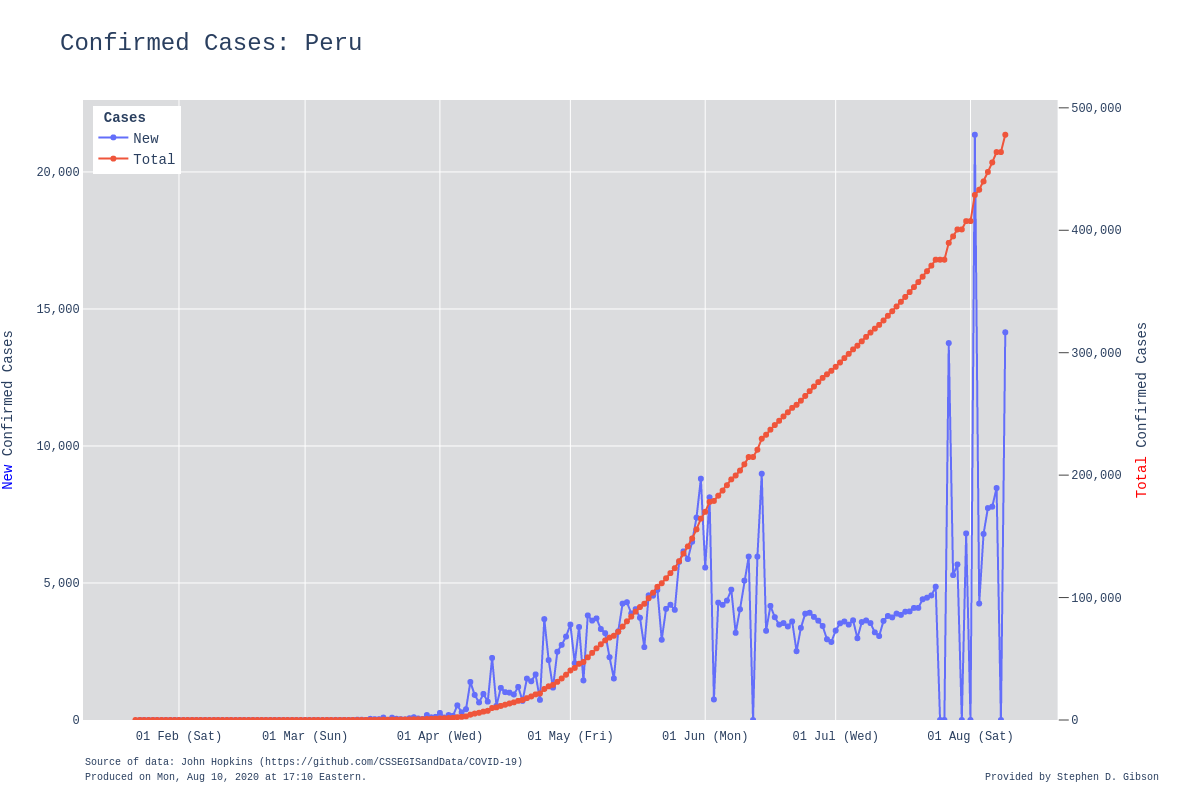 Confirmed Cases: Peru
Cases
New
Total
20,000
15,000
10,000
5,000
0
New Confirmed Cases
500,000
400,000
300,000
200,000
100,000
0
Total Confirmed Cases
01 Feb (Sat)
01 Mar (Sun)
01 Apr (Wed)
01 May (Fri)
01 Jun (Mon)
01 Jul (Wed)
01 Aug (Sat)
Source of data: John Hopkins (https://github.com/CSSEGISandData/COVID-19)
Produced on Mon, Aug 10, 2020 at 17:10 Eastern.
Provided by Stephen D. Gibson